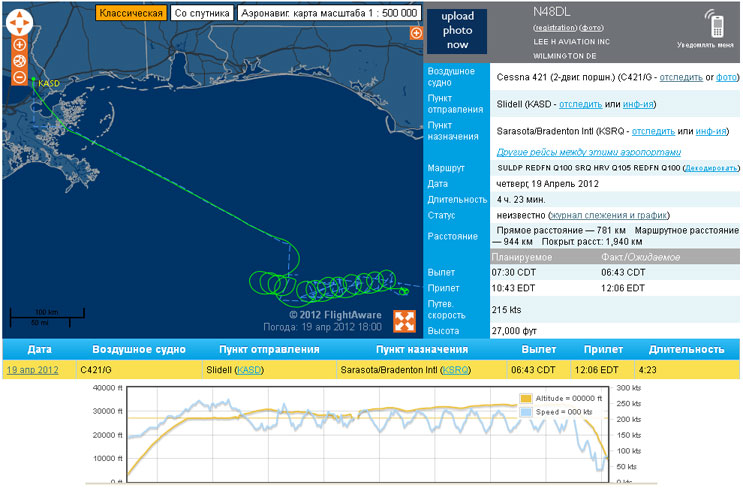 Классическая
Со спутника
Аэронавиг. карта масштаба 1 : 500 000
KASD
100 km
50 mi
© 2012 FlightAware
Погода: 19 апр 2012 18:00
upload
photo
now
N48DL
(registration) (фото)
LEE H AVIATION INC
WILMINGTON DE
Уведомлять меня
Воздушное судно
Cessna 421 (2-двиг. поршн.) (C421/G - отследить or фото)
Пункт отправления
Slidell (KASD - отследить или инф-ия)
Пункт назначения
Sarasota/Bradenton Intl (KSRQ - отследить или инф-ия)
Другие рейсы между этими аэропортами
Маршрут
SULDP REDFN Q100 SRQ HRV Q105 REDFN Q100 (Декодировать)
Дата
четверг, 19 Апрель 2012
Длительность
4 ч. 23 мин.
Статус
неизвестно (журнал слежения и график)
Расстояние
Прямое расстояние — 781 км Маршрутное расстояние
— 944 км Покрыт. расст: 1,940 км
Планируемое Факт/Ожидаемое
Вылет 07:30 CDT 06:43 CDT
Прилет 10:43 EDT 12:06 EDT
Путев. скорость
215 kts
Высота 27,000 фут
Дата Воздушное судно Пункт отправления Пункт назначения Вылет Прилет Длительность
19 апр 2012 C421/G Slidell (KASD) Sarasota/Bradenton Intl (KSRQ) 06:43 CDT 12:06 EDT 4:23
40000 ft
30000 ft
20000 ft
10000 ft
0 ft
Altitude = 00000 ft
Speed = 000 kts
300 kts
250 kts
200 kts
150 kts
100 kts
50 kts
0 kts